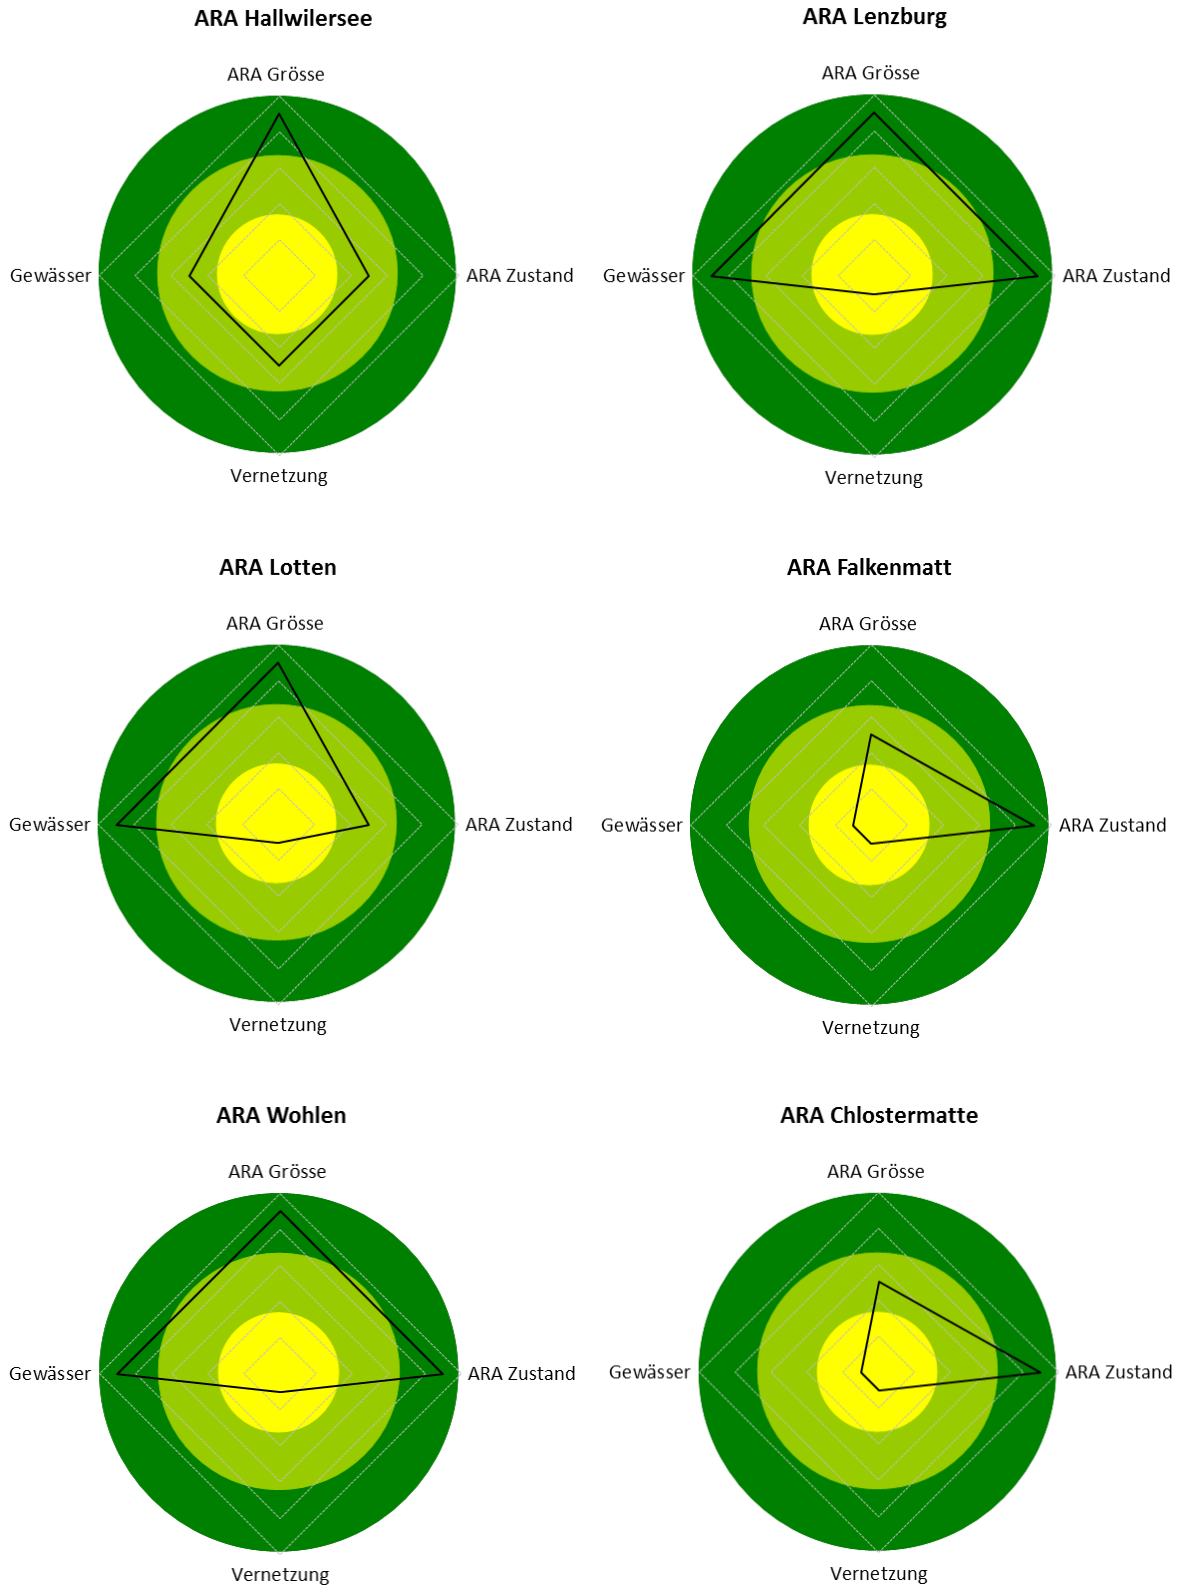 ARA Hallwilersee
ARA Grösse
Gewässer
ARA Zustand
Vernetzung
ARA Lenzburg
ARA Grösse
Gewässer
ARA Zustand
Vernetzung
ARA Lotten
ARA Grösse
Gewässer
ARA Zustand
Vernetzung
ARA Falkenmatt
ARA Grösse
Gewässer
ARA Zustand
Vernetzung
ARA Wohlen
ARA Grösse
Gewässer
ARA Zustand
Vernetzung
ARA Chlostermatte
ARA Grösse
Gewässer
ARA Zustand
Vernetzung